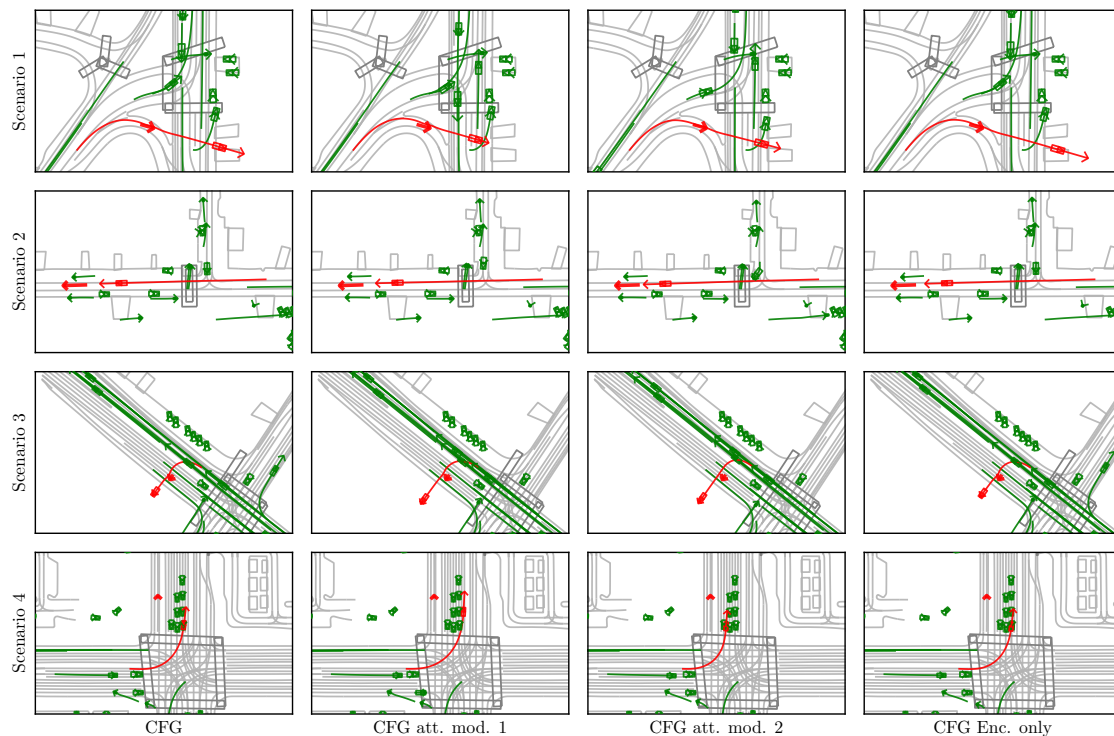 Scenario 1
Scenario 2
Scenario 3
Scenario 4
CFG
CFG att. mod. 1
CFG att. mod. 2
CFG Enc. only